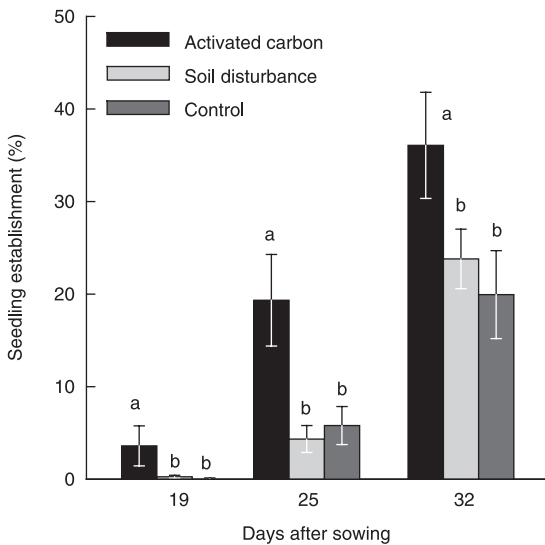 50
40
30
20
10
0
Seedling establishment (%)
Activated carbon
Soil disturbance
Control
a
b
b
a
b
b
a
b
b
19
25
32
Days after sowing